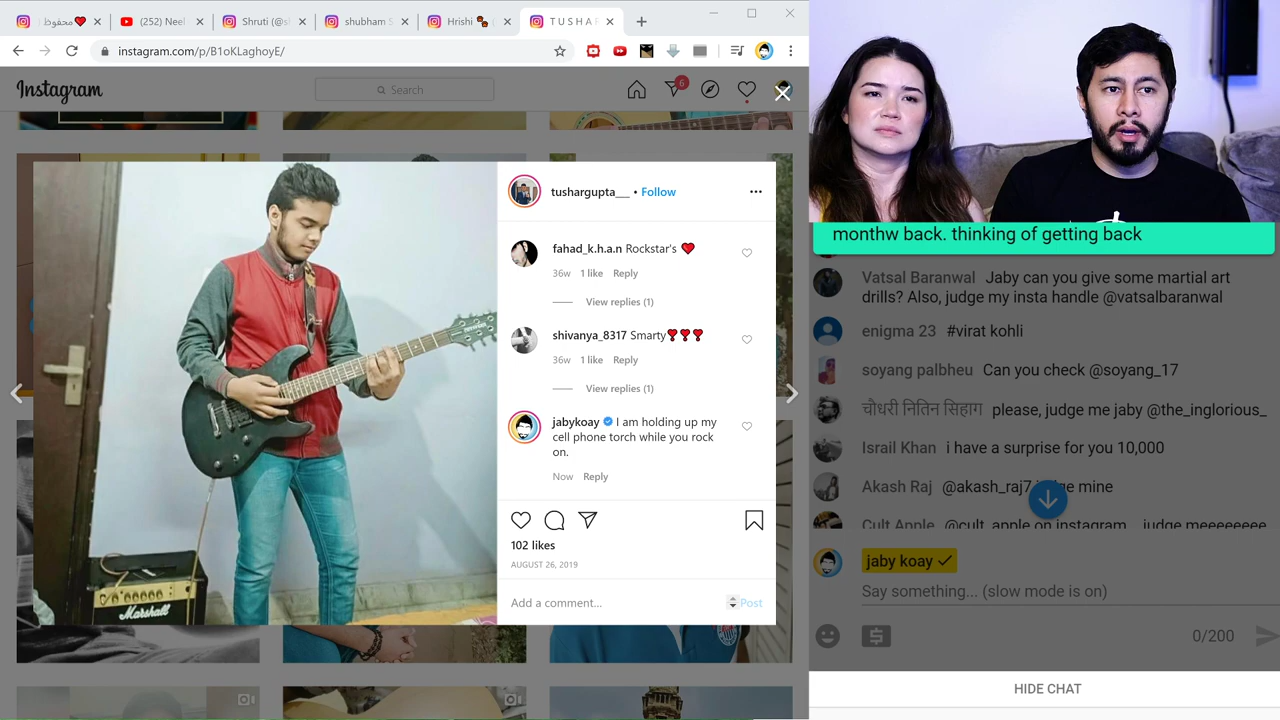 محفوظ
(252) Neel
Shruti (@sh
shubham S
Hrishi
T U S H A R
instagram.com/p/B1oKLaghoyE/
Instagram
Search
6
tushargupta___ • Follow
fahad_k.h.a.n Rockstar's ❤️
36w 1 like Reply
View replies (1)
shivanya_8317 Smarty❣️❣️❣️
36w 1 like Reply
View replies (1)
jabykoay I am holding up my
cell phone torch while you rock
on.
Now Reply
102 likes
AUGUST 26, 2019
Add a comment... Post
Marshall
monthw back. thinking of getting back
Vatsal Baranwal Jaby can you give some martial art
drills? Also, judge my insta handle @vatsalbaranwal
enigma 23 #virat kohli
soyang palbheu Can you check @soyang_17
चौधरी नितिन सिहाग please, judge me jaby @the_inglorious_
Israil Khan i have a surprise for you 10,000
Akash Raj @akash_raj7 mine
Cult Apple @cult_apple on instagram... judge meeeeeeee
jaby koay ✓
Say something... (slow mode is on)
0/200
HIDE CHAT